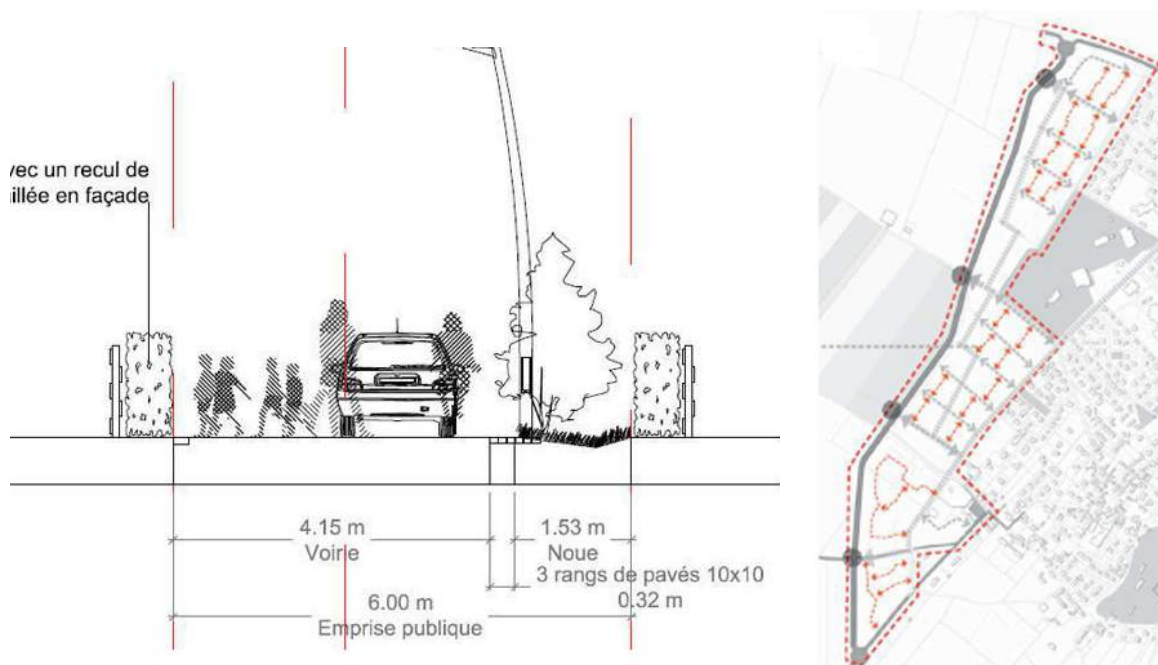 vec un recul de
illée en façade
4.15 m
Voirie
1.53 m
Noue
3 rangs de pavés 10x10
0.32 m
6.00 m
Emprise publique